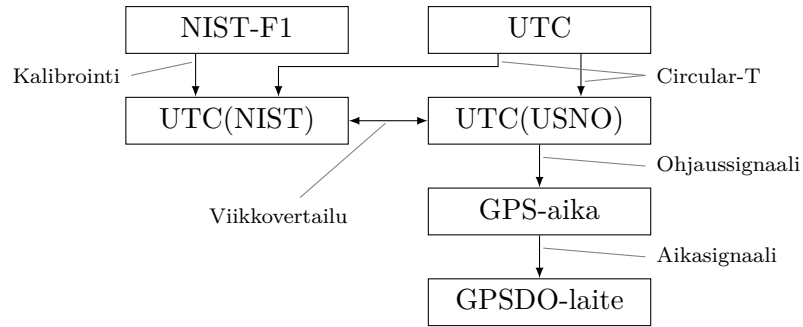 NIST-F1
UTC
Kalibrointi
Circular-T
UTC(NIST)
UTC(USNO)
Ohjaussignaali
Viikkovertailu
GPS-aika
Aikasignaali
GPSDO-laite